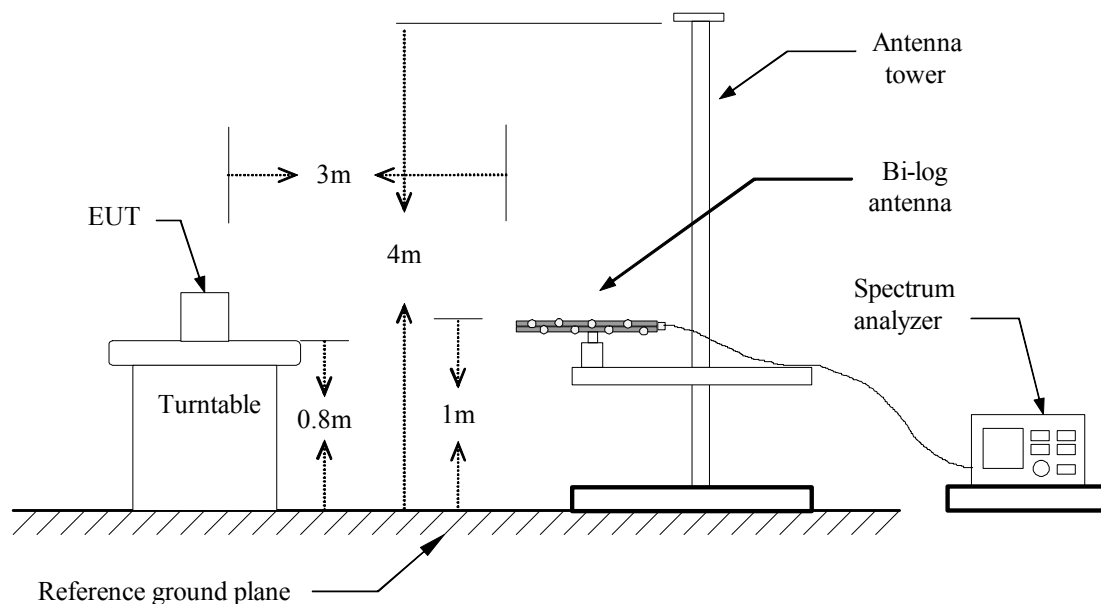 Antenna
tower
3m
Bi-log
antenna
EUT
4m
Spectrum
analyzer
Turntable
0.8m
1m
Reference ground plane